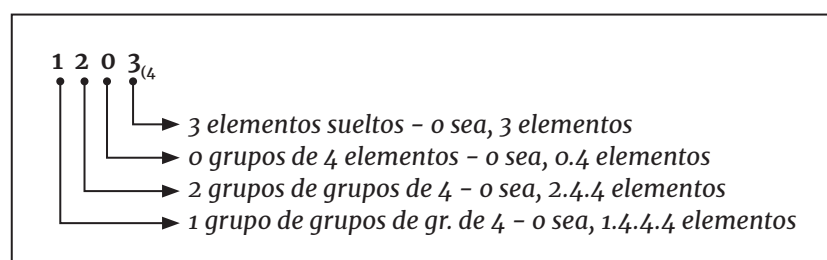 1 2 0 3(4
3 elementos sueltos – o sea, 3 elementos
0 grupos de 4 elementos – o sea, 0.4 elementos
2 grupos de grupos de 4 – o sea, 2.4.4 elementos
1 grupo de grupos de gr. de 4 – o sea, 1.4.4.4 elementos